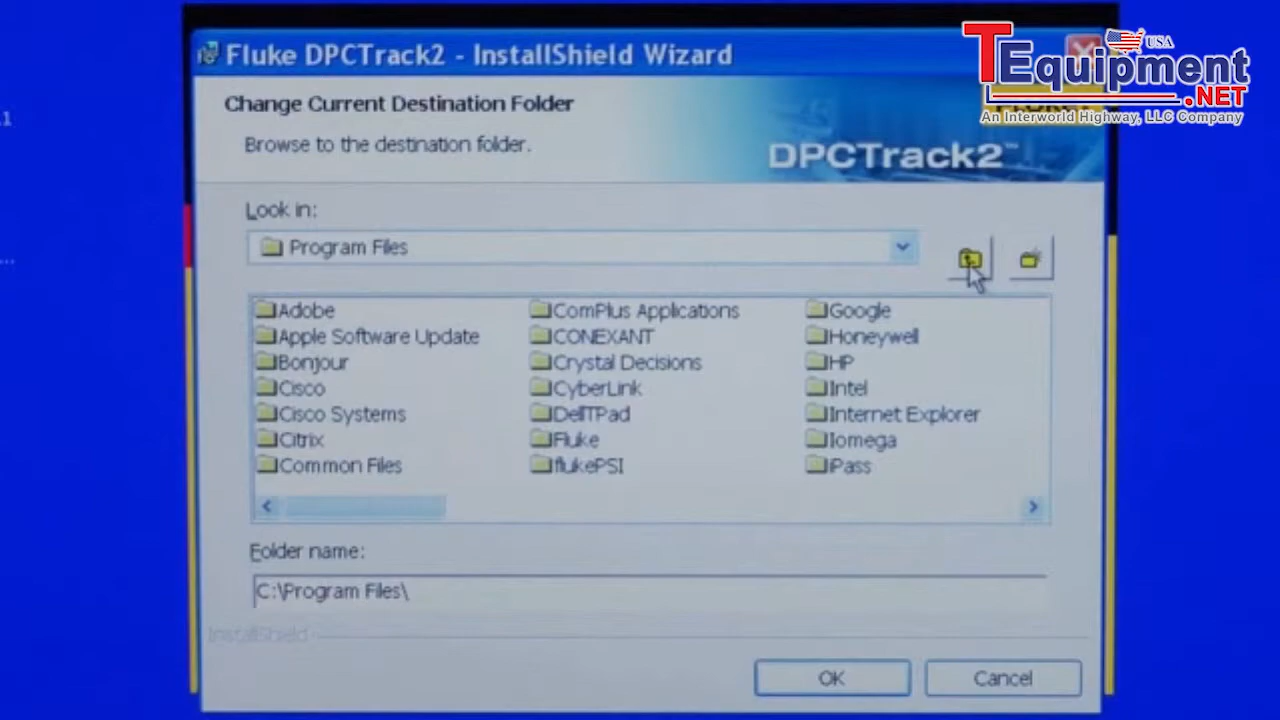 Fluke DPCTrack2 - InstallShield Wizard
TEquipment
USA
.NET
An Interworld Highway, LLC Company
Change Current Destination Folder
Browse to the destination folder.
DPCTrack2™
Look in:
Program Files
Adobe
Apple Software Update
Bonjour
Cisco
Cisco Systems
Citrix
Common Files
ComPlus Applications
CONEXANT
Crystal Decisions
CyberLink
DellTPad
Fluke
flukePSI
Google
Honeywell
HP
Intel
Internet Explorer
Iomega
iPass
Folder name:
C:\Program Files\
InstallShield
OK
Cancel